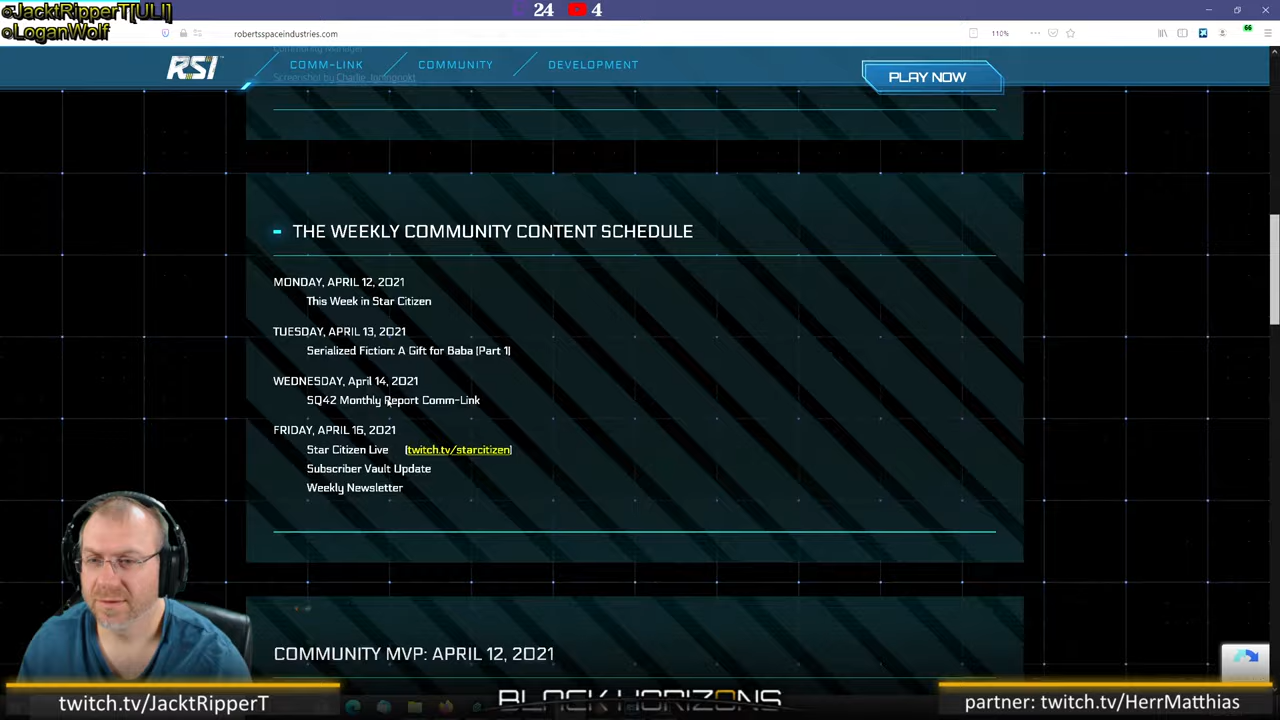 ●JacktRipperT[ULI]
●LoganWolf
24 4
robertsspaceindustries.com
110%
66
RSI
COMM-LINK
COMMUNITY
DEVELOPMENT
PLAY NOW
Screenshot by
THE WEEKLY COMMUNITY CONTENT SCHEDULE
MONDAY, APRIL 12, 2021
This Week in Star Citizen
TUESDAY, APRIL 13, 2021
Serialized Fiction: A Gift for Baba (Part 1)
WEDNESDAY, April 14, 2021
SQ42 Monthly Report Comm-Link
FRIDAY, APRIL 16, 2021
Star Citizen Live (twitch.tv/starcitizen)
Subscriber Vault Update
Weekly Newsletter
COMMUNITY MVP: APRIL 12, 2021
twitch.tv/JacktRipperT
BLACK HORIZONS
partner: twitch.tv/HerrMatthias